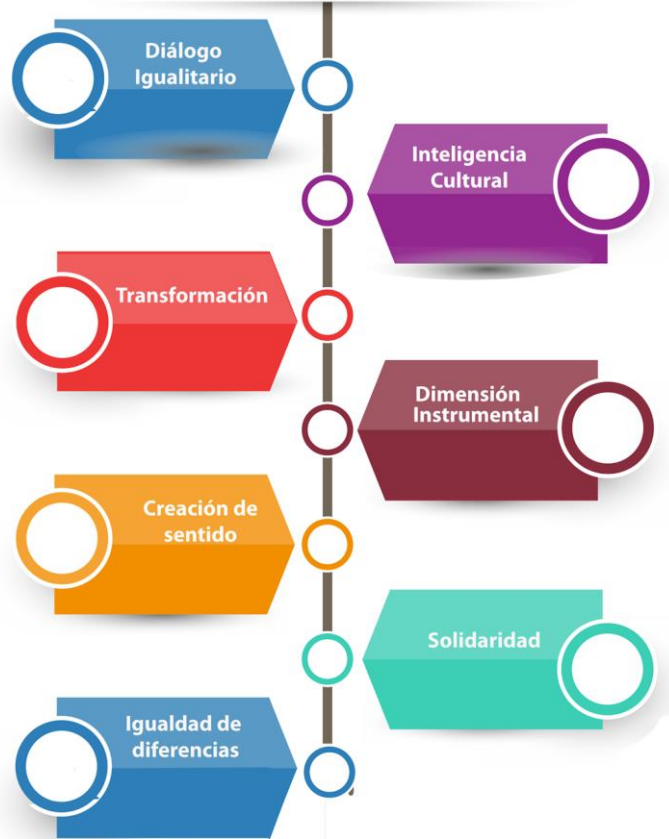 Diálogo
Igualitario
Inteligencia
Cultural
Transformación
Dimensión
Instrumental
Creación de
sentido
Solidaridad
Igualdad de
diferencias